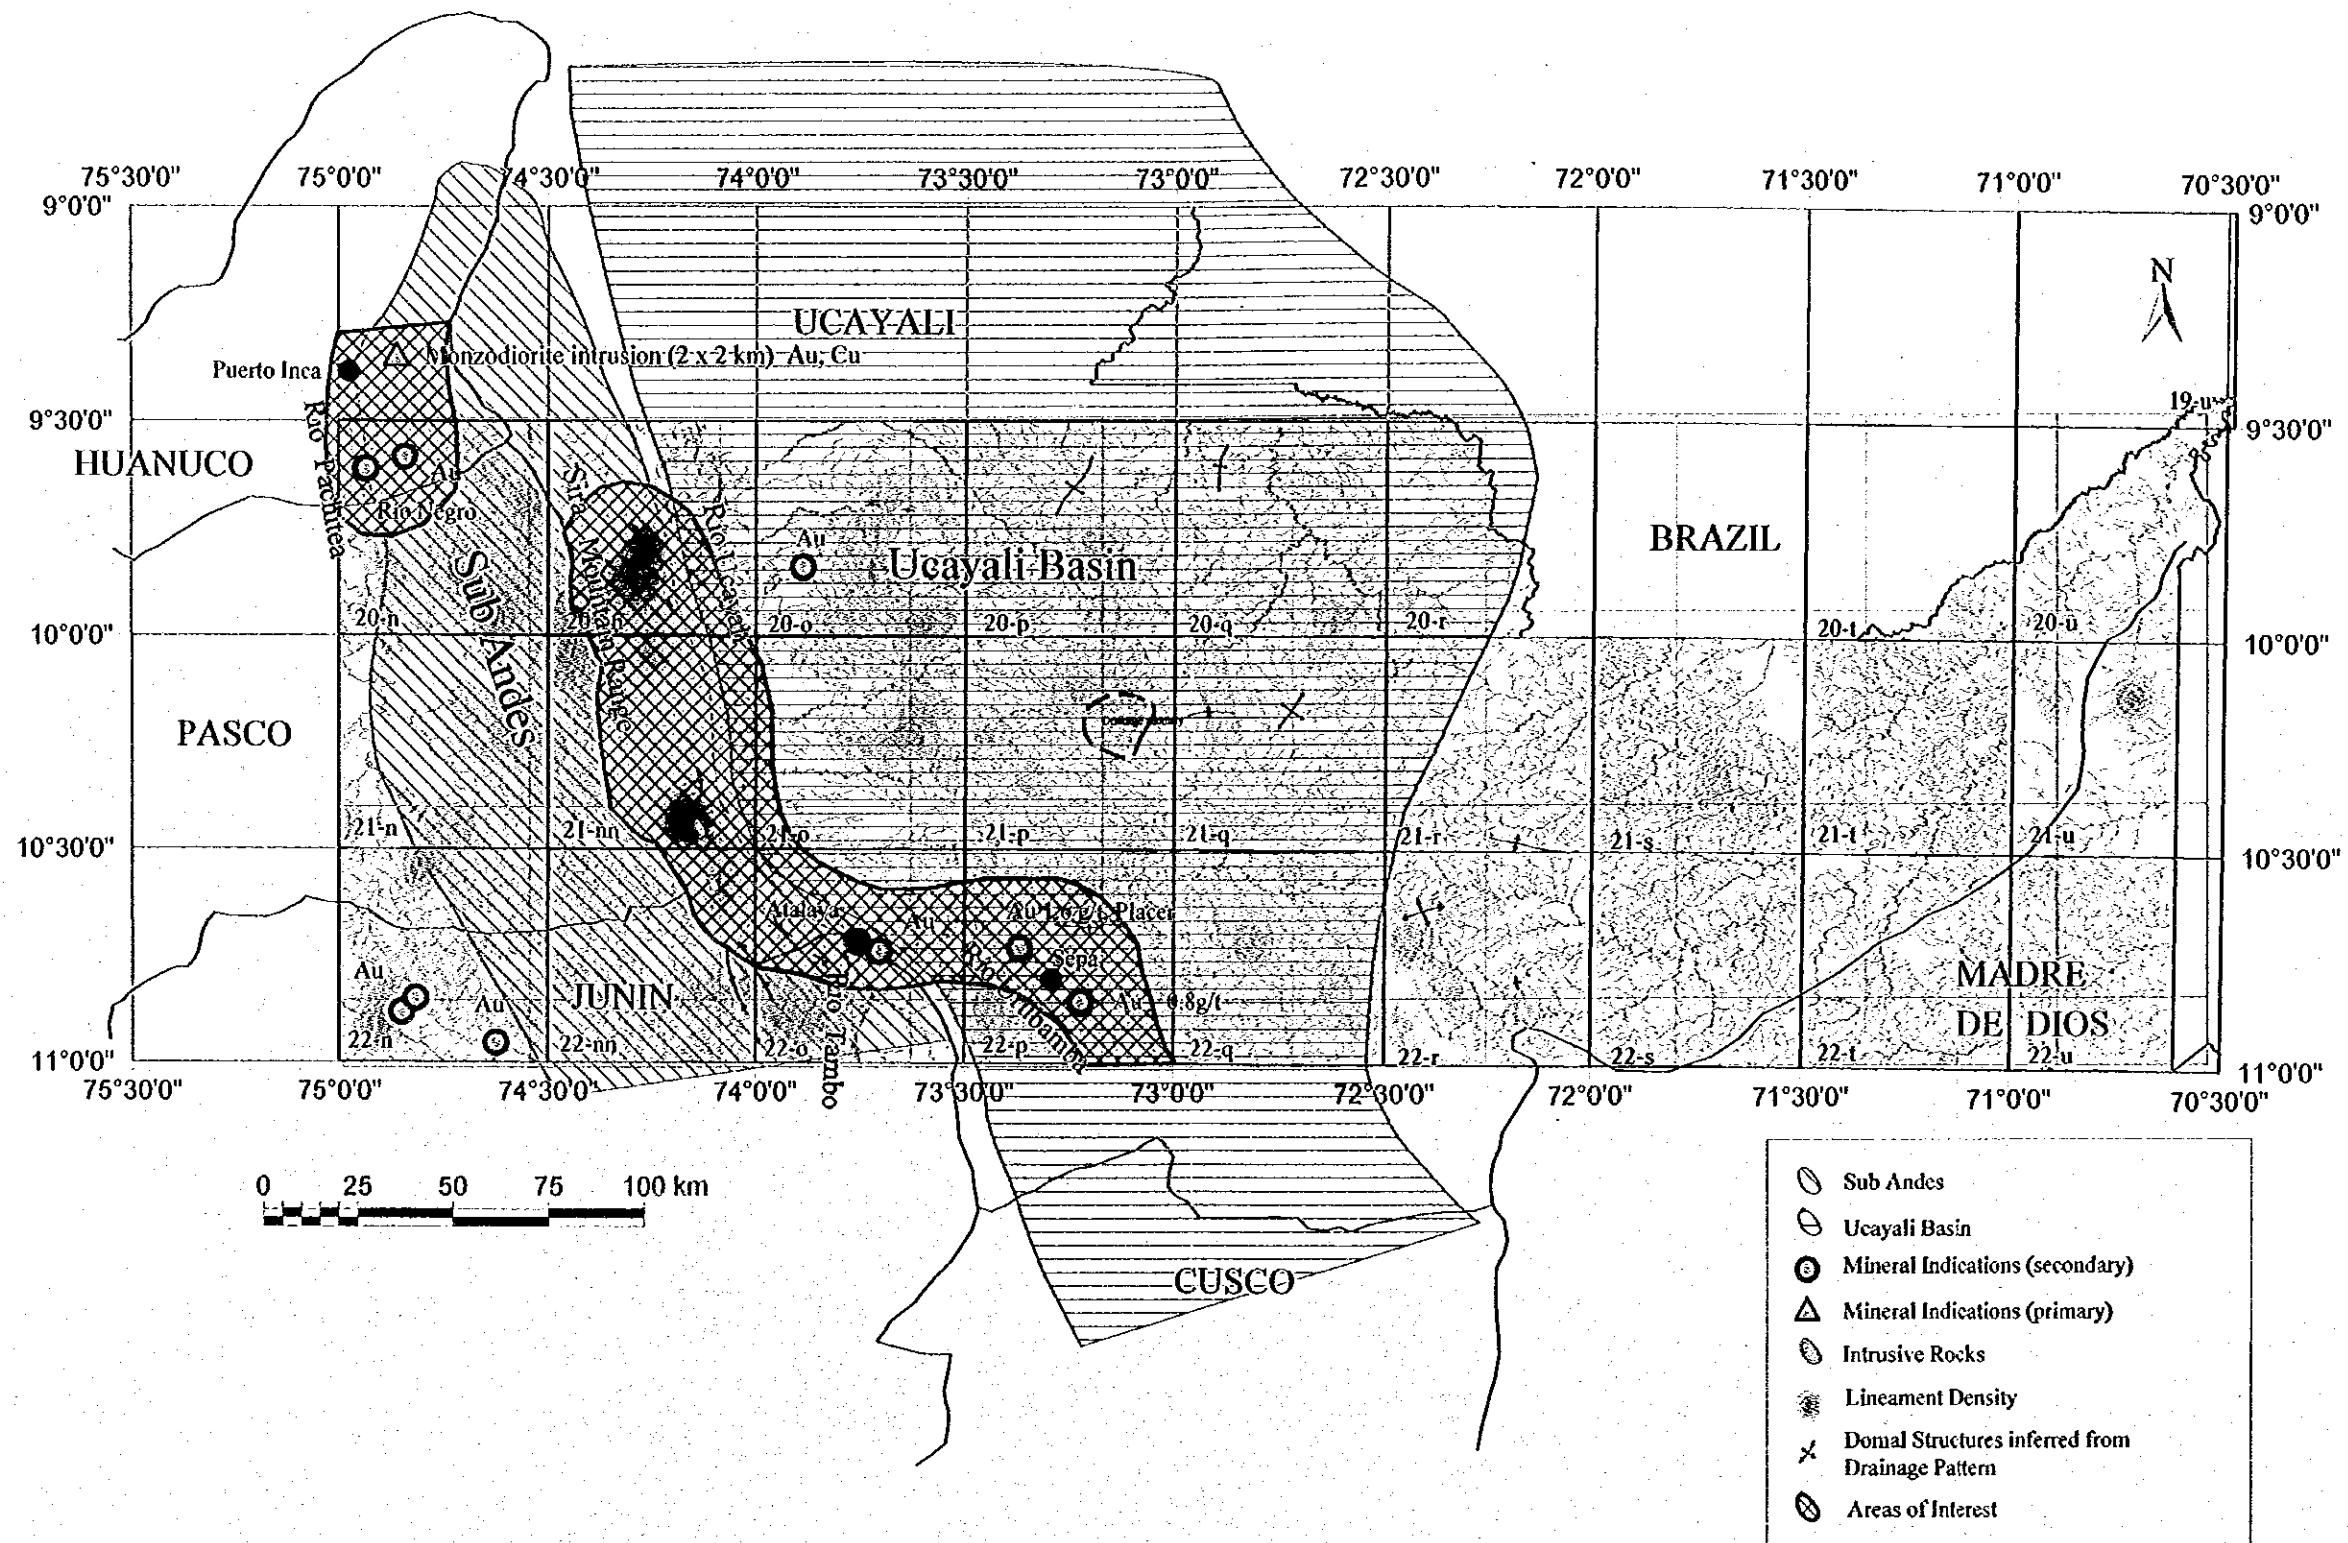 75°30'0" 75°0'0" 74°30'0" 74°0'0" 73°30'0" 73°0'0" 72°30'0" 72°0'0" 71°30'0" 71°0'0" 70°30'0"
9°0'0" 9°0'0"
N
UCAYALI
Monzodiorite intrusion (2 x 2 km) Au, Cu
Puerto Inca
Rio Pachitea
19-u
9°30'0" 9°30'0"
HUANUCO
Au
Rio Negro
Sira Mountain Range
Rio Ucayali
Au
Ucayali Basin
BRAZIL
Sub Andes
20-n 20-o 20-p 20-q 20-r 20-t 20-u
10°0'0" 10°0'0"
PASCO
21-n 21-nn 21-o 21-p 21-q 21-r 21-s 21-t 21-u
10°30'0" 10°30'0"
Atalaya Au Au 1.6 g/t, Placer
Sepa
Au
Au
JUNIN
Rio Tambo
Rio Urubamba
Au 0.8g/t
MADRE
DE DIOS
22-n 22-nn 22-o 22-p 22-q 22-r 22-s 22-t 22-u
11°0'0" 11°0'0"
75°30'0" 75°0'0" 74°30'0" 74°0'0" 73°30'0" 73°0'0" 72°30'0" 72°0'0" 71°30'0" 71°0'0" 70°30'0"
0 25 50 75 100 km
CUSCO
Sub Andes
Ucayali Basin
Mineral Indications (secondary)
Mineral Indications (primary)
Intrusive Rocks
Lineament Density
Domal Structures inferred from
Drainage Pattern
Areas of Interest